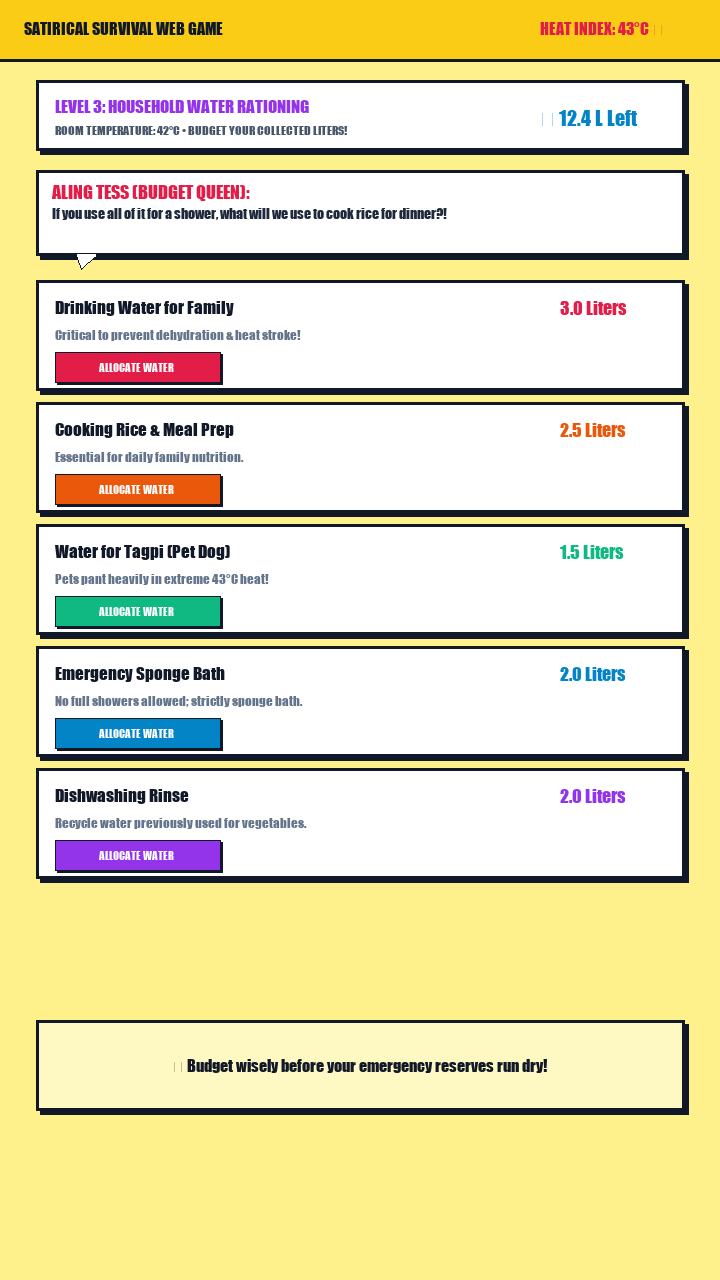 SATIRICAL SURVIVAL WEB GAME
HEAT INDEX: 43°C
LEVEL 3: HOUSEHOLD WATER RATIONING
ROOM TEMPERATURE: 42°C • BUDGET YOUR COLLECTED LITERS!
12.4 L Left
ALING TESS (BUDGET QUEEN):
If you use all of it for a shower, what will we use to cook rice for dinner?!
Drinking Water for Family
3.0 Liters
Critical to prevent dehydration & heat stroke!
ALLOCATE WATER
Cooking Rice & Meal Prep
2.5 Liters
Essential for daily family nutrition.
ALLOCATE WATER
Water for Tagpi (Pet Dog)
1.5 Liters
Pets pant heavily in extreme 43°C heat!
ALLOCATE WATER
Emergency Sponge Bath
2.0 Liters
No full showers allowed; strictly sponge bath.
ALLOCATE WATER
Dishwashing Rinse
2.0 Liters
Recycle water previously used for vegetables.
ALLOCATE WATER
Budget wisely before your emergency reserves run dry!